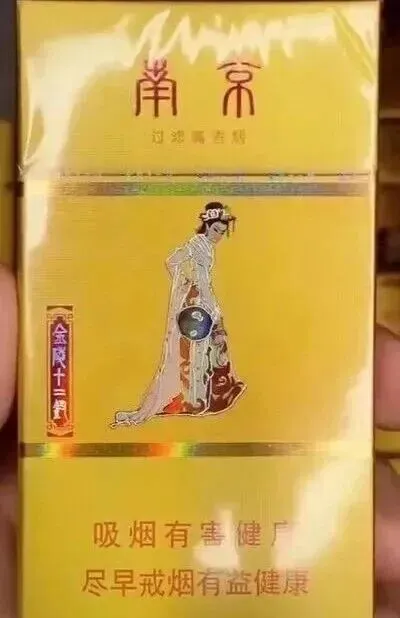 南京
过滤嘴香烟
金陵十二钗
吸烟有害健康
尽早戒烟有益健康